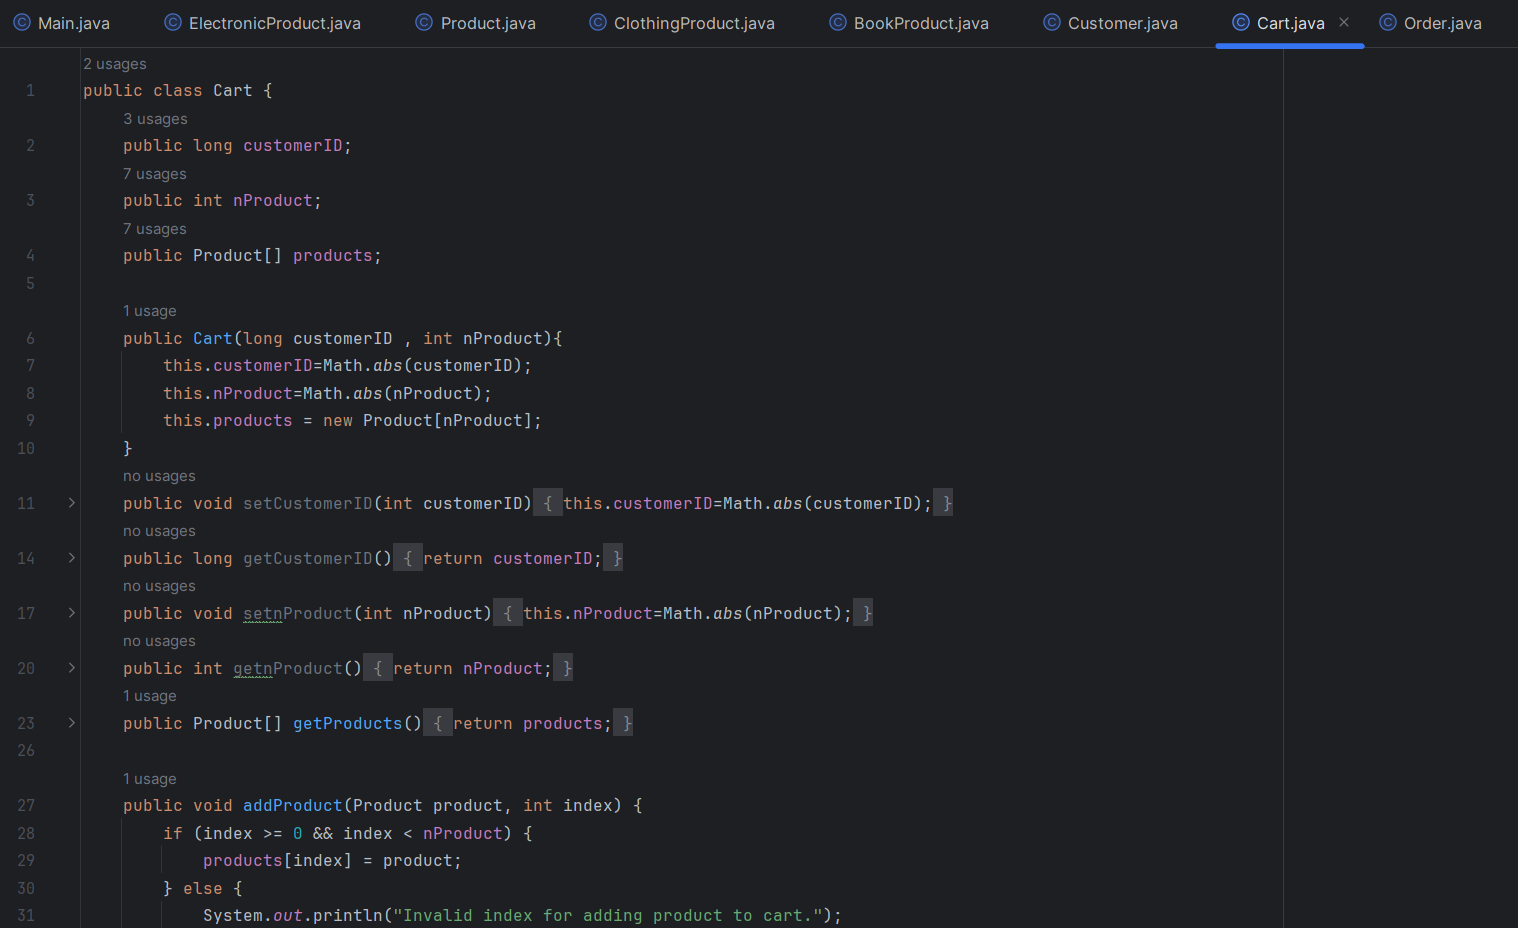 Main.java ElectronicProduct.java Product.java ClothingProduct.java BookProduct.java Customer.java Cart.java Order.java
2 usages
1 public class Cart {
3 usages
2 public long customerID;
7 usages
3 public int nProduct;
7 usages
4 public Product[] products;
5
1 usage
6 public Cart(long customerID , int nProduct){
7 this.customerID=Math.abs(customerID);
8 this.nProduct=Math.abs(nProduct);
9 this.products = new Product[nProduct];
10 }
no usages
11 public void setCustomerID(int customerID) { this.customerID=Math.abs(customerID); }
no usages
14 public long getCustomerID() { return customerID; }
no usages
17 public void setnProduct(int nProduct) { this.nProduct=Math.abs(nProduct); }
no usages
20 public int getnProduct() { return nProduct; }
1 usage
23 public Product[] getProducts() { return products; }
26
1 usage
27 public void addProduct(Product product, int index) {
28 if (index >= 0 && index < nProduct) {
29 products[index] = product;
30 } else {
31 System.out.println("Invalid index for adding product to cart.");